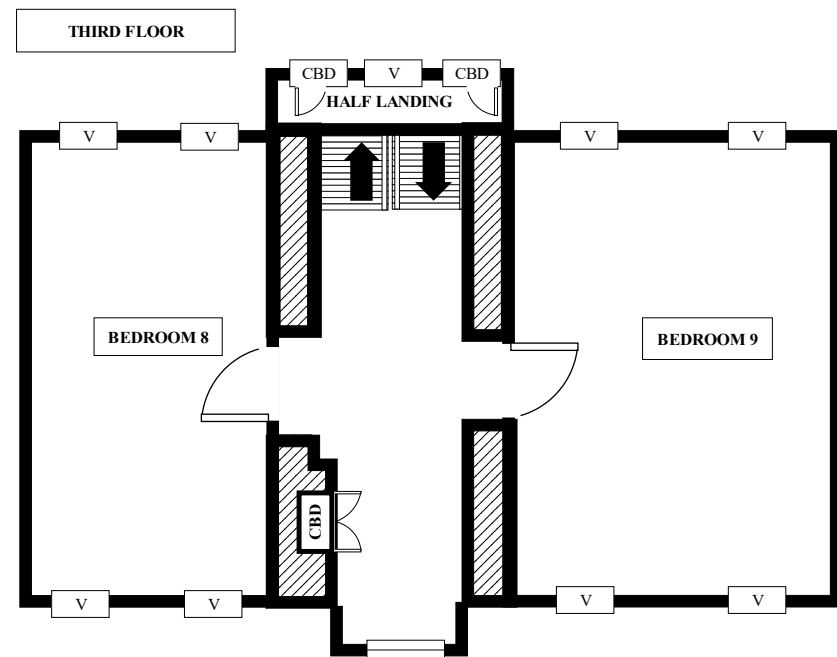 THIRD FLOOR
CBD V CBD
HALF LANDING
V V V V
BEDROOM 8 BEDROOM 9
CBD
V V V V